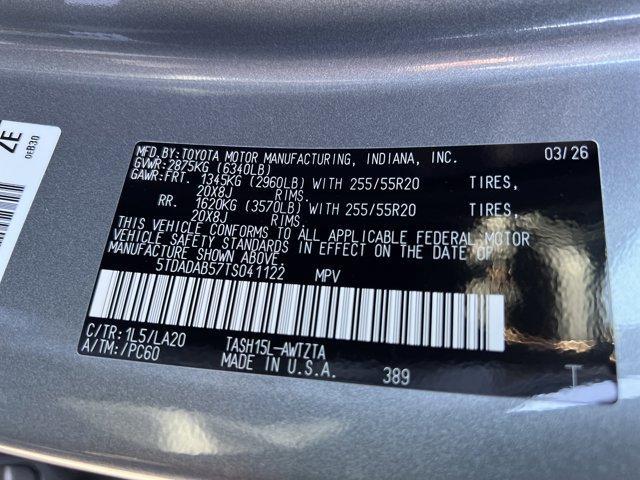 MFD.BY:TOYOTA MOTOR MANUFACTURING, INDIANA, INC. 03/26
GVWR:2875KG (6340LB)
GAWR:FRT. 1345KG (2960LB) WITH 255/55R20 TIRES,
20X8J RIMS.
RR. 1620KG (3570LB) WITH 255/55R20 TIRES,
20X8J RIMS.
THIS VEHICLE CONFORMS TO ALL APPLICABLE FEDERAL MOTOR
VEHICLE SAFETY STANDARDS IN EFFECT ON THE DATE OF
MANUFACTURE SHOWN ABOVE.
5TDADAB57TS041122 MPV
C/TR:1L5/LA20 TASH15L-AWTZTA
A/TM:/PC60 MADE IN U.S.A. 389 T
ZE
0EB30